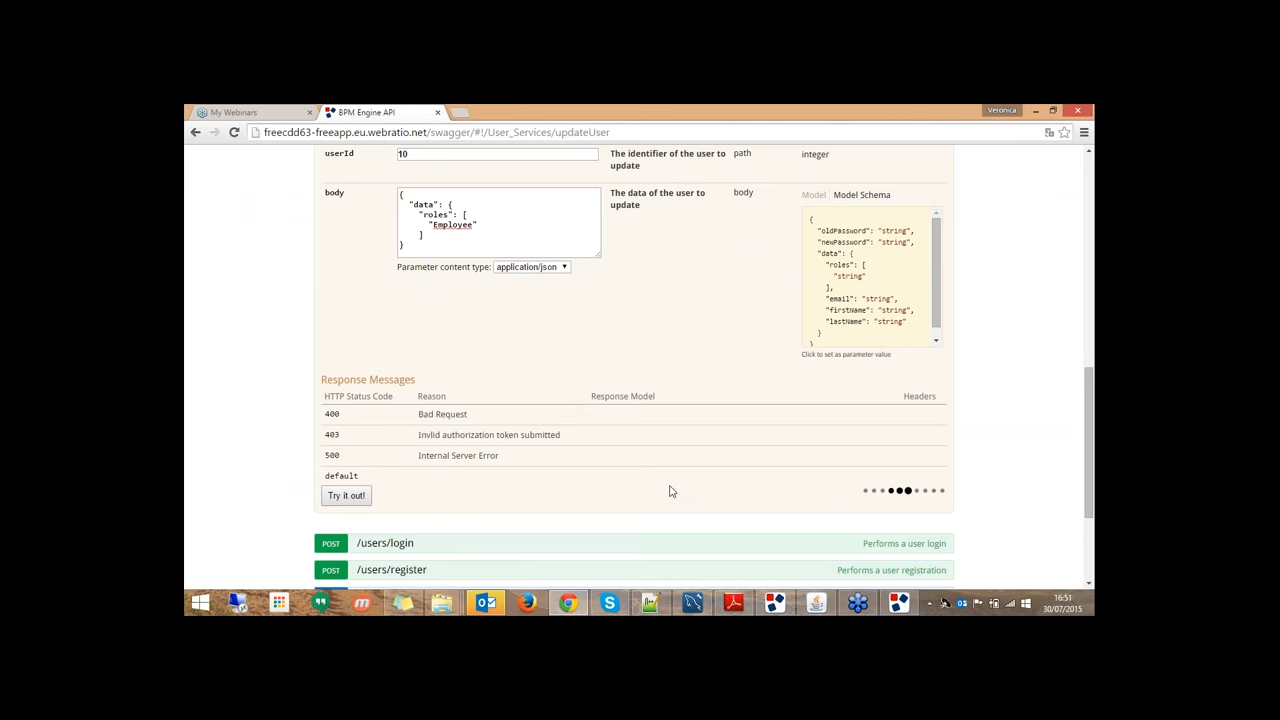 My Webinars
BPM Engine API
Veronica
freecdd63-freeapp.eu.webratio.net/swagger/#!/User_Services/updateUser
userId
10
The identifier of the user to
update
path
integer
body
{
"data": {
"roles": [
"Employee"
]
}
Parameter content type: application/json
The data of the user to
update
body
Model
Model Schema
{
"oldPassword": "string",
"newPassword": "string",
"data": {
"roles": [
"string"
],
"email": "string",
"firstName": "string",
"lastName": "string"
}
}
Click to set as parameter value
Response Messages
HTTP Status Code Reason Response Model Headers
400 Bad Request
403 Invlid authorization token submitted
500 Internal Server Error
default
Try it out!
POST /users/login Performs a user login
POST /users/register Performs a user registration
16:51
30/07/2015